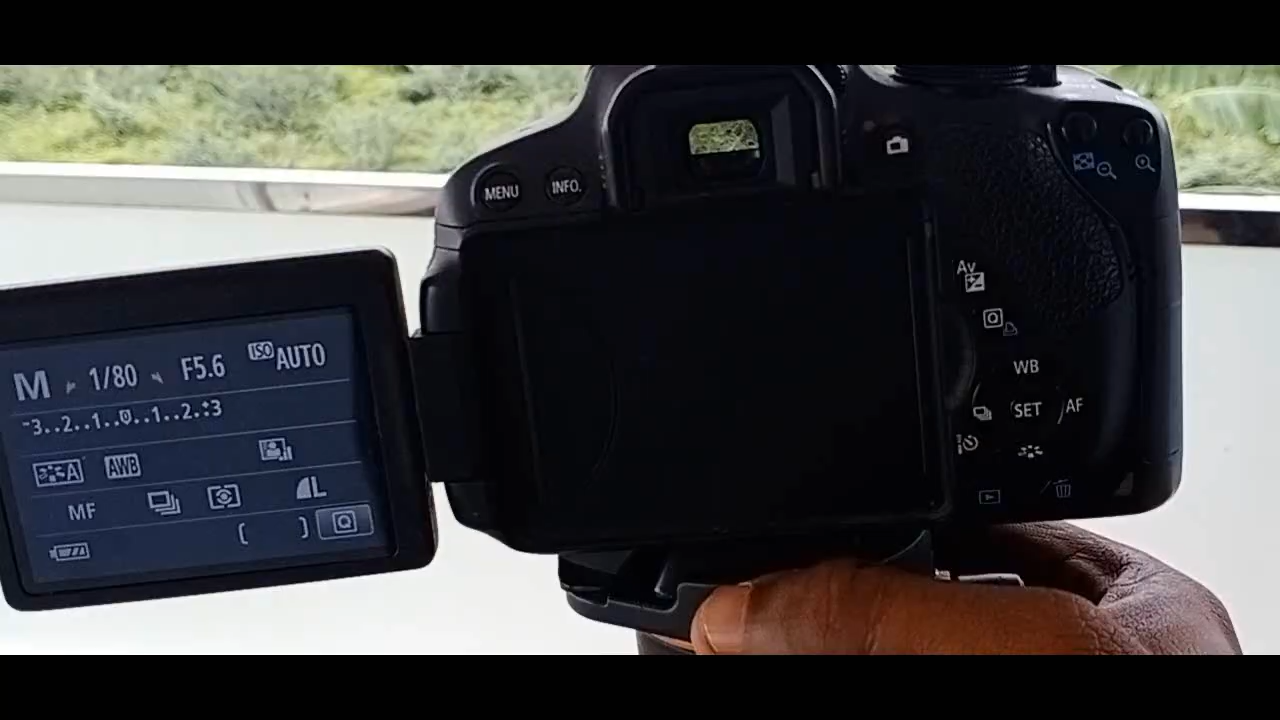 MENU
INFO.
M 1/80 F5.6 ISO AUTO
-3..2..1..0..1..2.:+3
A AWB
MF L
[ ] Q
Av
Q
WB
SET AF